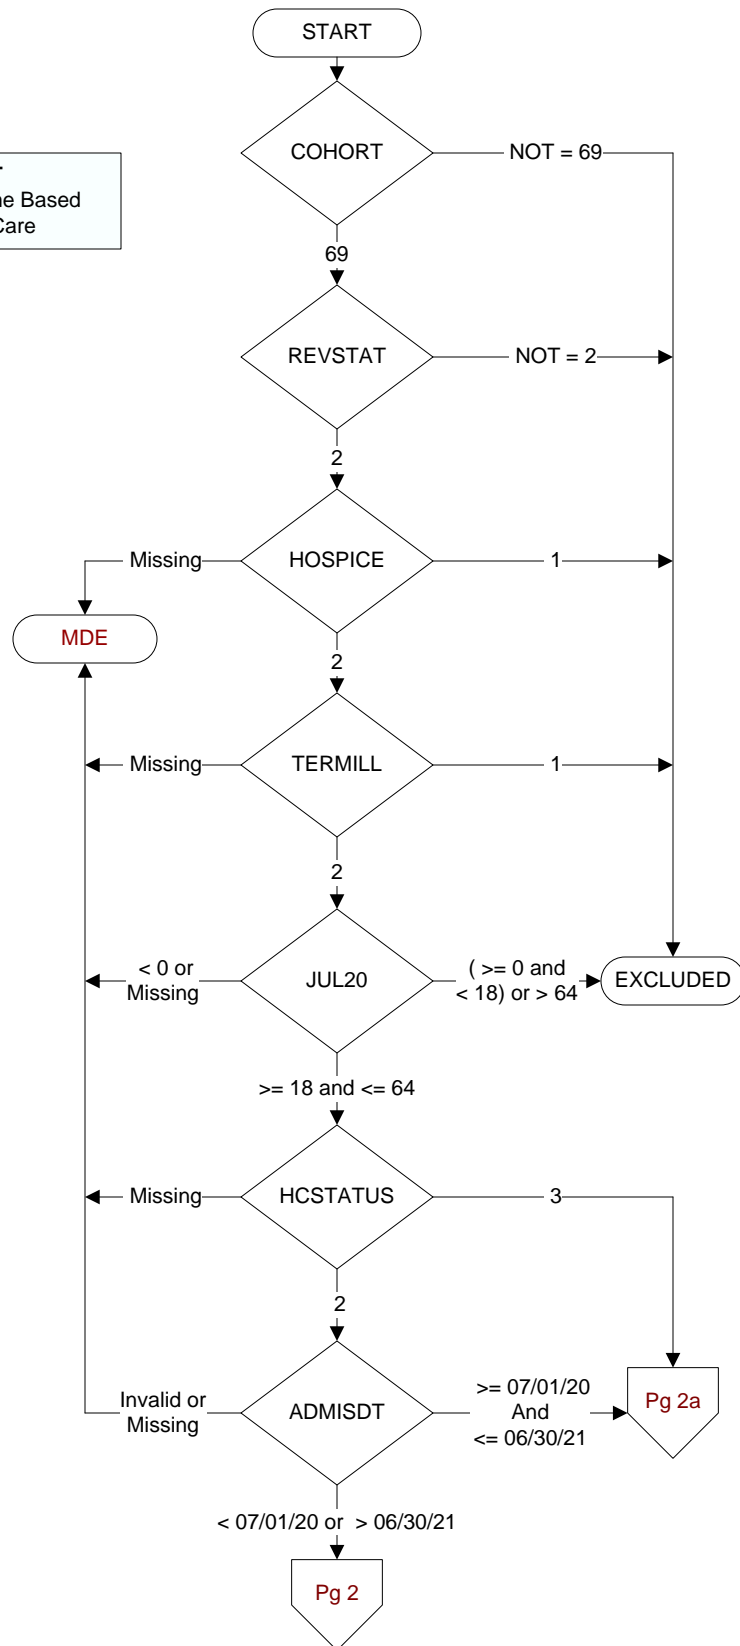 START
COHORT
NOT = 69
Based
69
REVSTAT
NOT = 2
2
Missing
HOSPICE
1
MDE
2
Missing
TERMILL
1
2
< 0 or
Missing
JUL20
( >= 0 and
< 18) or > 64
EXCLUDED
>= 18 and <= 64
Missing
HCSTATUS
3
2
Invalid or
Missing
ADMISDT
>= 07/01/20
And
<= 06/30/21
Pg 2a
< 07/01/20 or > 06/30/21
Pg 2